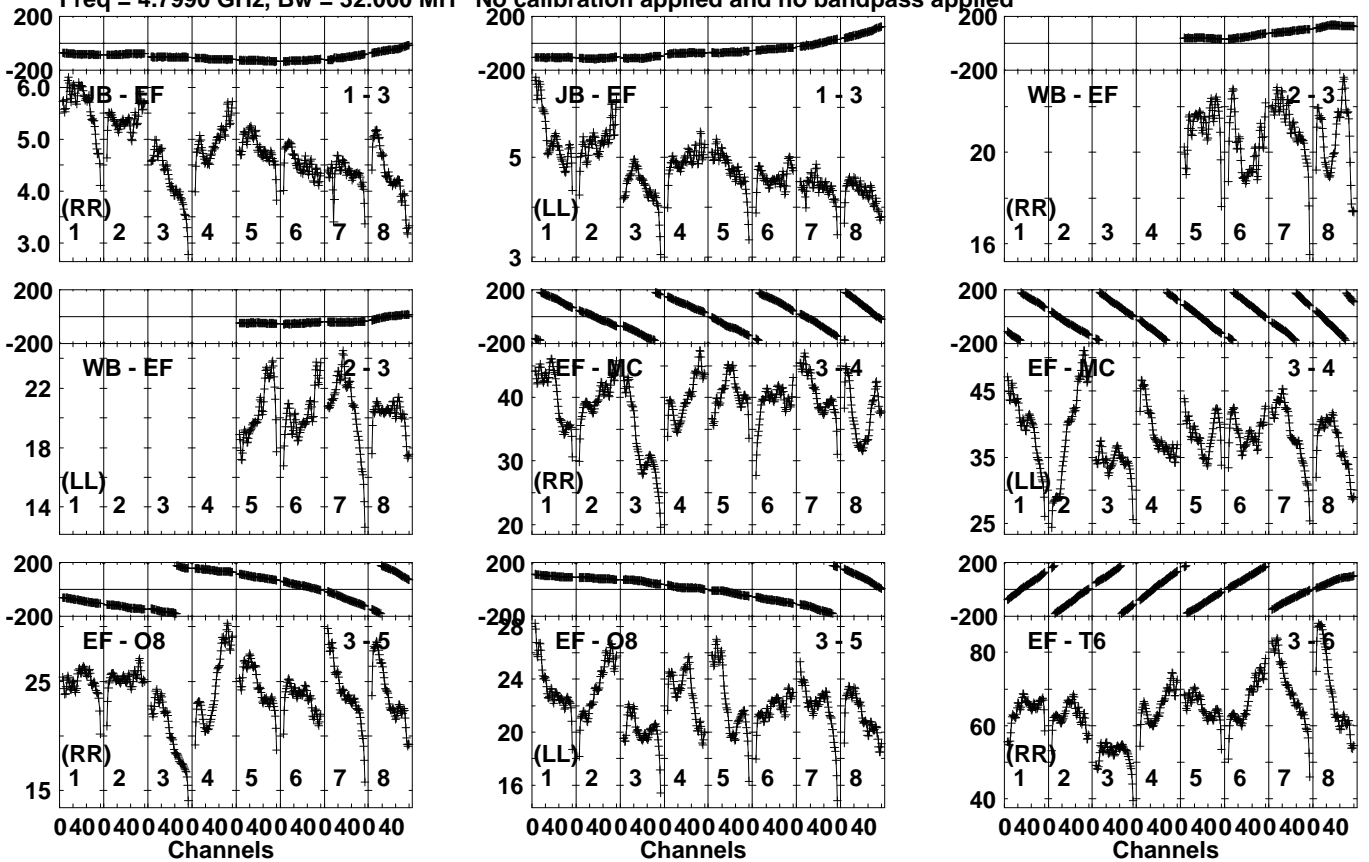 Freq = 4.7990 GHz, Bw = 32.000 MH No calibration applied and no bandpass applied
200
-200
6.0
5.0
4.0
3.0
JB - EF 1 - 3
(RR)
1 2 3 4 5 6 7 8
200
-200
5
3
JB - EF 1 - 3
(LL)
1 2 3 4 5 6 7 8
200
-200
20
16
WB - EF 2 - 3
(RR)
1 2 3 4 5 6 7 8
200
-200
22
18
14
WB - EF 2 - 3
(LL)
1 2 3 4 5 6 7 8
200
-200
40
30
20
EF - MC 3 - 4
(RR)
1 2 3 4 5 6 7 8
200
-200
45
35
25
EF - MC 3 - 4
(LL)
1 2 3 4 5 6 7 8
200
-200
25
15
EF - O8 3 - 5
(RR)
1 2 3 4 5 6 7 8
0 40 0 40 0 40 0 40 0 40 0 40 0 40 0 40
Channels
200
-200
28
24
20
16
EF - O8 3 - 5
(LL)
1 2 3 4 5 6 7 8
0 40 0 40 0 40 0 40 0 40 0 40 0 40 0 40
Channels
200
-200
80
60
40
EF - T6 3 - 6
(RR)
1 2 3 4 5 6 7 8
0 40 0 40 0 40 0 40 0 40 0 40 0 40 0 40
Channels